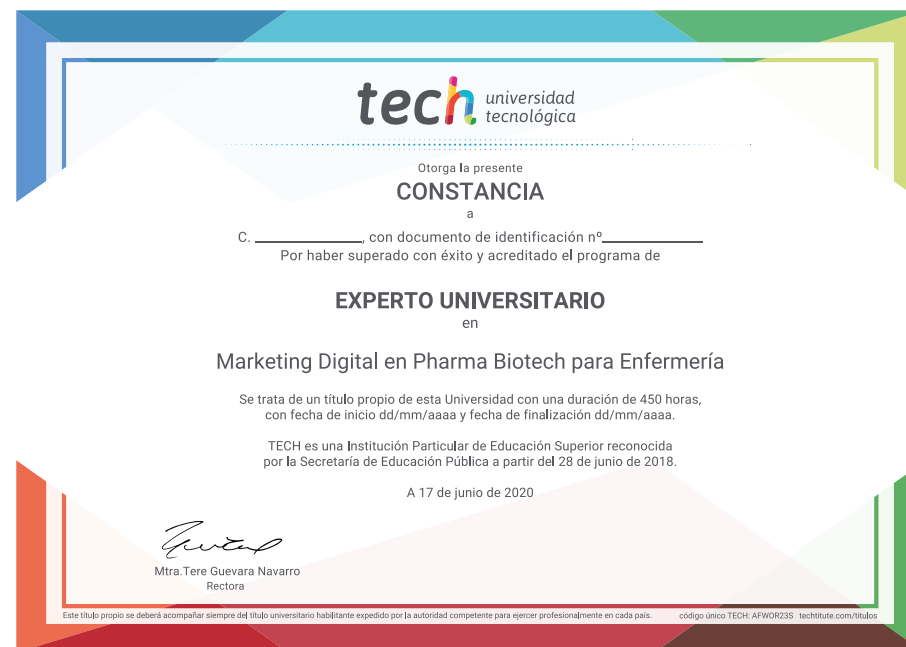 tech universidad
tecnológica
Otorga la presente
CONSTANCIA
a
C. ____________, con documento de identificación nº____________
Por haber superado con éxito y acreditado el programa de
EXPERTO UNIVERSITARIO
en
Marketing Digital en Pharma Biotech para Enfermería
Se trata de un título propio de esta Universidad con una duración de 450 horas,
con fecha de inicio dd/mm/aaaa y fecha de finalización dd/mm/aaaa.
TECH es una Institución Particular de Educación Superior reconocida
por la Secretaría de Educación Pública a partir del 28 de junio de 2018.
A 17 de junio de 2020
Mtra.Tere Guevara Navarro
Rectora
Este título propio se deberá acompañar siempre del título universitario habilitante expedido por la autoridad competente para ejercer profesionalmente en cada país. código único TECH: AFWOR23S techtitute.com/titulos